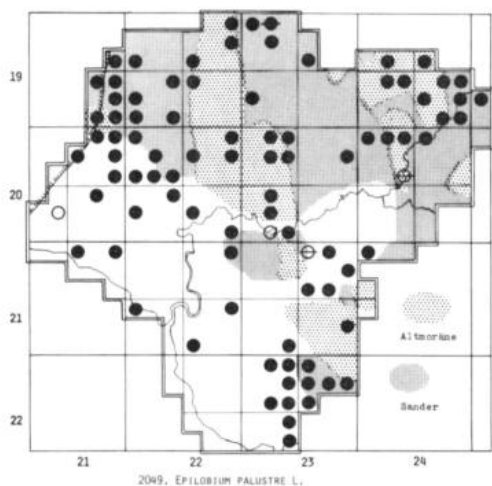 19
20
21
22
Altmoräne
Sander
21 22 23 24
2049. EPILOBIUM PALUSTRE L.